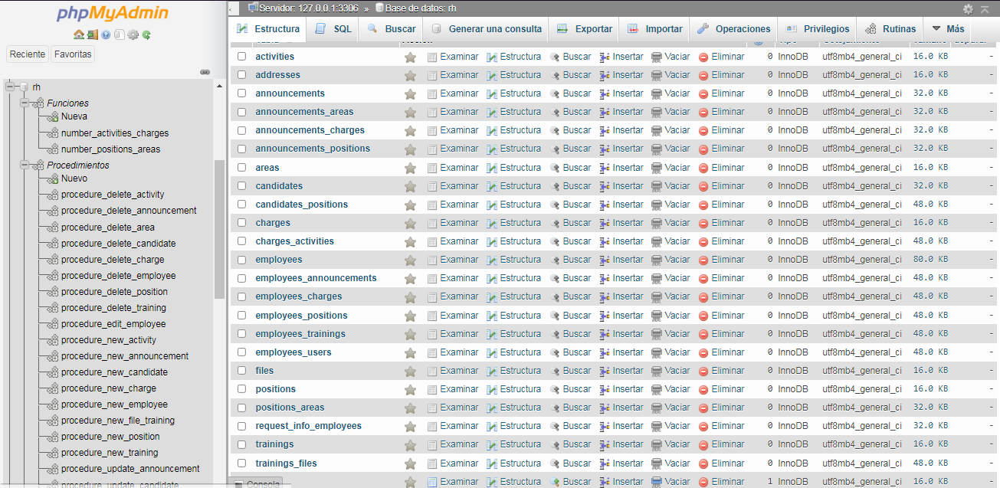 phpMyAdmin
Reciente Favoritas
rh
Funciones
Nueva
number_activities_charges
number_positions_areas
Procedimientos
Nuevo
procedure_delete_activity
procedure_delete_announcement
procedure_delete_area
procedure_delete_candidate
procedure_delete_charge
procedure_delete_employee
procedure_delete_position
procedure_delete_training
procedure_edit_employee
procedure_new_activity
procedure_new_announcement
procedure_new_candidate
procedure_new_charge
procedure_new_employee
procedure_new_file_training
procedure_new_position
procedure_new_training
procedure_update_announcement
procedure_update_candidate
Servidor: 127.0.0.1:3306 » Base de datos: rh
Estructura SQL Buscar Generar una consulta Exportar Importar Operaciones Privilegios Rutinas Más
activities Examinar Estructura Buscar Insertar Vaciar Eliminar 0 InnoDB utf8mb4_general_ci 16.0 KB -
addresses Examinar Estructura Buscar Insertar Vaciar Eliminar 0 InnoDB utf8mb4_general_ci 16.0 KB -
announcements Examinar Estructura Buscar Insertar Vaciar Eliminar 0 InnoDB utf8mb4_general_ci 32.0 KB -
announcements_areas Examinar Estructura Buscar Insertar Vaciar Eliminar 0 InnoDB utf8mb4_general_ci 32.0 KB -
announcements_charges Examinar Estructura Buscar Insertar Vaciar Eliminar 0 InnoDB utf8mb4_general_ci 32.0 KB -
announcements_positions Examinar Estructura Buscar Insertar Vaciar Eliminar 0 InnoDB utf8mb4_general_ci 32.0 KB -
areas Examinar Estructura Buscar Insertar Vaciar Eliminar 0 InnoDB utf8mb4_general_ci 16.0 KB -
candidates Examinar Estructura Buscar Insertar Vaciar Eliminar 0 InnoDB utf8mb4_general_ci 32.0 KB -
candidates_positions Examinar Estructura Buscar Insertar Vaciar Eliminar 0 InnoDB utf8mb4_general_ci 48.0 KB -
charges Examinar Estructura Buscar Insertar Vaciar Eliminar 0 InnoDB utf8mb4_general_ci 16.0 KB -
charges_activities Examinar Estructura Buscar Insertar Vaciar Eliminar 0 InnoDB utf8mb4_general_ci 48.0 KB -
employees Examinar Estructura Buscar Insertar Vaciar Eliminar 0 InnoDB utf8mb4_general_ci 80.0 KB -
employees_announcements Examinar Estructura Buscar Insertar Vaciar Eliminar 0 InnoDB utf8mb4_general_ci 48.0 KB -
employees_charges Examinar Estructura Buscar Insertar Vaciar Eliminar 0 InnoDB utf8mb4_general_ci 48.0 KB -
employees_positions Examinar Estructura Buscar Insertar Vaciar Eliminar 0 InnoDB utf8mb4_general_ci 48.0 KB -
employees_trainings Examinar Estructura Buscar Insertar Vaciar Eliminar 0 InnoDB utf8mb4_general_ci 48.0 KB -
employees_users Examinar Estructura Buscar Insertar Vaciar Eliminar 0 InnoDB utf8mb4_general_ci 48.0 KB -
files Examinar Estructura Buscar Insertar Vaciar Eliminar 0 InnoDB utf8mb4_general_ci 16.0 KB -
positions Examinar Estructura Buscar Insertar Vaciar Eliminar 0 InnoDB utf8mb4_general_ci 16.0 KB -
positions_areas Examinar Estructura Buscar Insertar Vaciar Eliminar 0 InnoDB utf8mb4_general_ci 32.0 KB -
request_info_employees Examinar Estructura Buscar Insertar Vaciar Eliminar 0 InnoDB utf8mb4_general_ci 32.0 KB -
trainings Examinar Estructura Buscar Insertar Vaciar Eliminar 0 InnoDB utf8mb4_general_ci 16.0 KB -
trainings_files Examinar Estructura Buscar Insertar Vaciar Eliminar 0 InnoDB utf8mb4_general_ci 48.0 KB -
Consola Examinar Estructura Buscar Insertar Vaciar Eliminar 1 InnoDB utf8mb4_general_ci 16.0 KB -